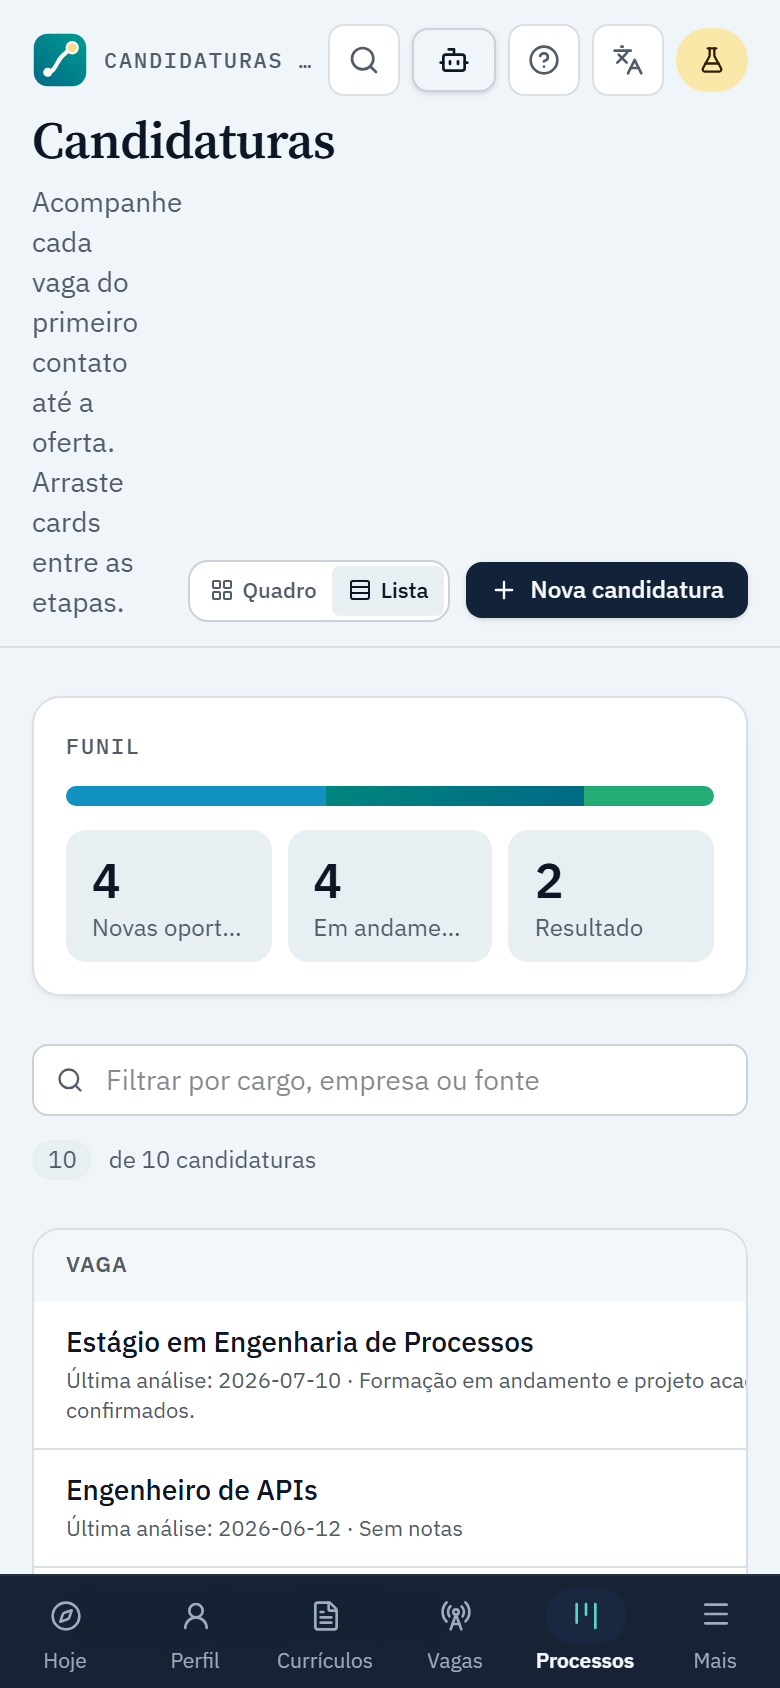 CANDIDATURAS …
Candidaturas
Acompanhe
cada
vaga do
primeiro
contato
até a
oferta.
Arraste
cards
entre as
etapas.
Quadro
Lista
Nova candidatura
FUNIL
4
Novas oport...
4
Em andame...
2
Resultado
Filtrar por cargo, empresa ou fonte
10 de 10 candidaturas
VAGA
Estágio em Engenharia de Processos
Última análise: 2026-07-10 · Formação em andamento e projeto aca
confirmados.
Engenheiro de APIs
Última análise: 2026-06-12 · Sem notas
Hoje
Perfil
Currículos
Vagas
Processos
Mais